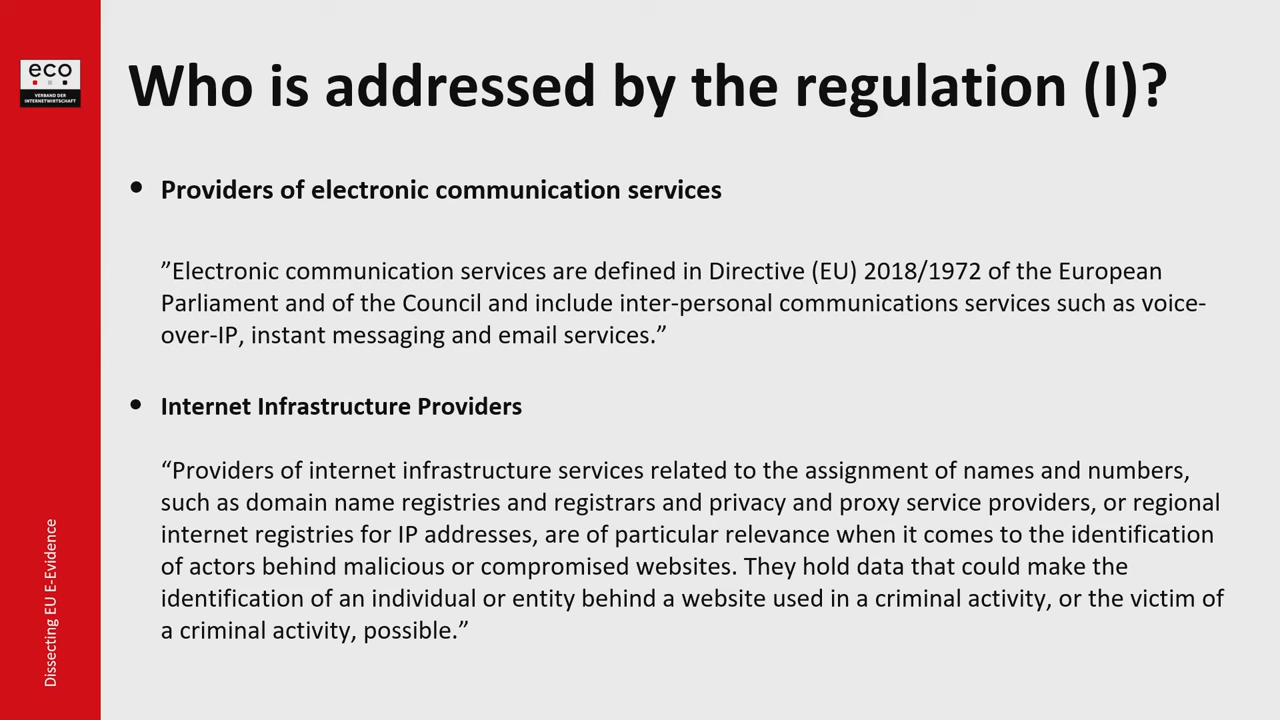 eco
VERBAND DER
INTERNETWIRTSCHAFT
Who is addressed by the regulation (I)?
• Providers of electronic communication services
”Electronic communication services are defined in Directive (EU) 2018/1972 of the European
Parliament and of the Council and include inter-personal communications services such as voice-
over-IP, instant messaging and email services.”
• Internet Infrastructure Providers
“Providers of internet infrastructure services related to the assignment of names and numbers,
such as domain name registries and registrars and privacy and proxy service providers, or regional
internet registries for IP addresses, are of particular relevance when it comes to the identification
of actors behind malicious or compromised websites. They hold data that could make the
identification of an individual or entity behind a website used in a criminal activity, or the victim of
a criminal activity, possible.”
Dissecting EU E-Evidence